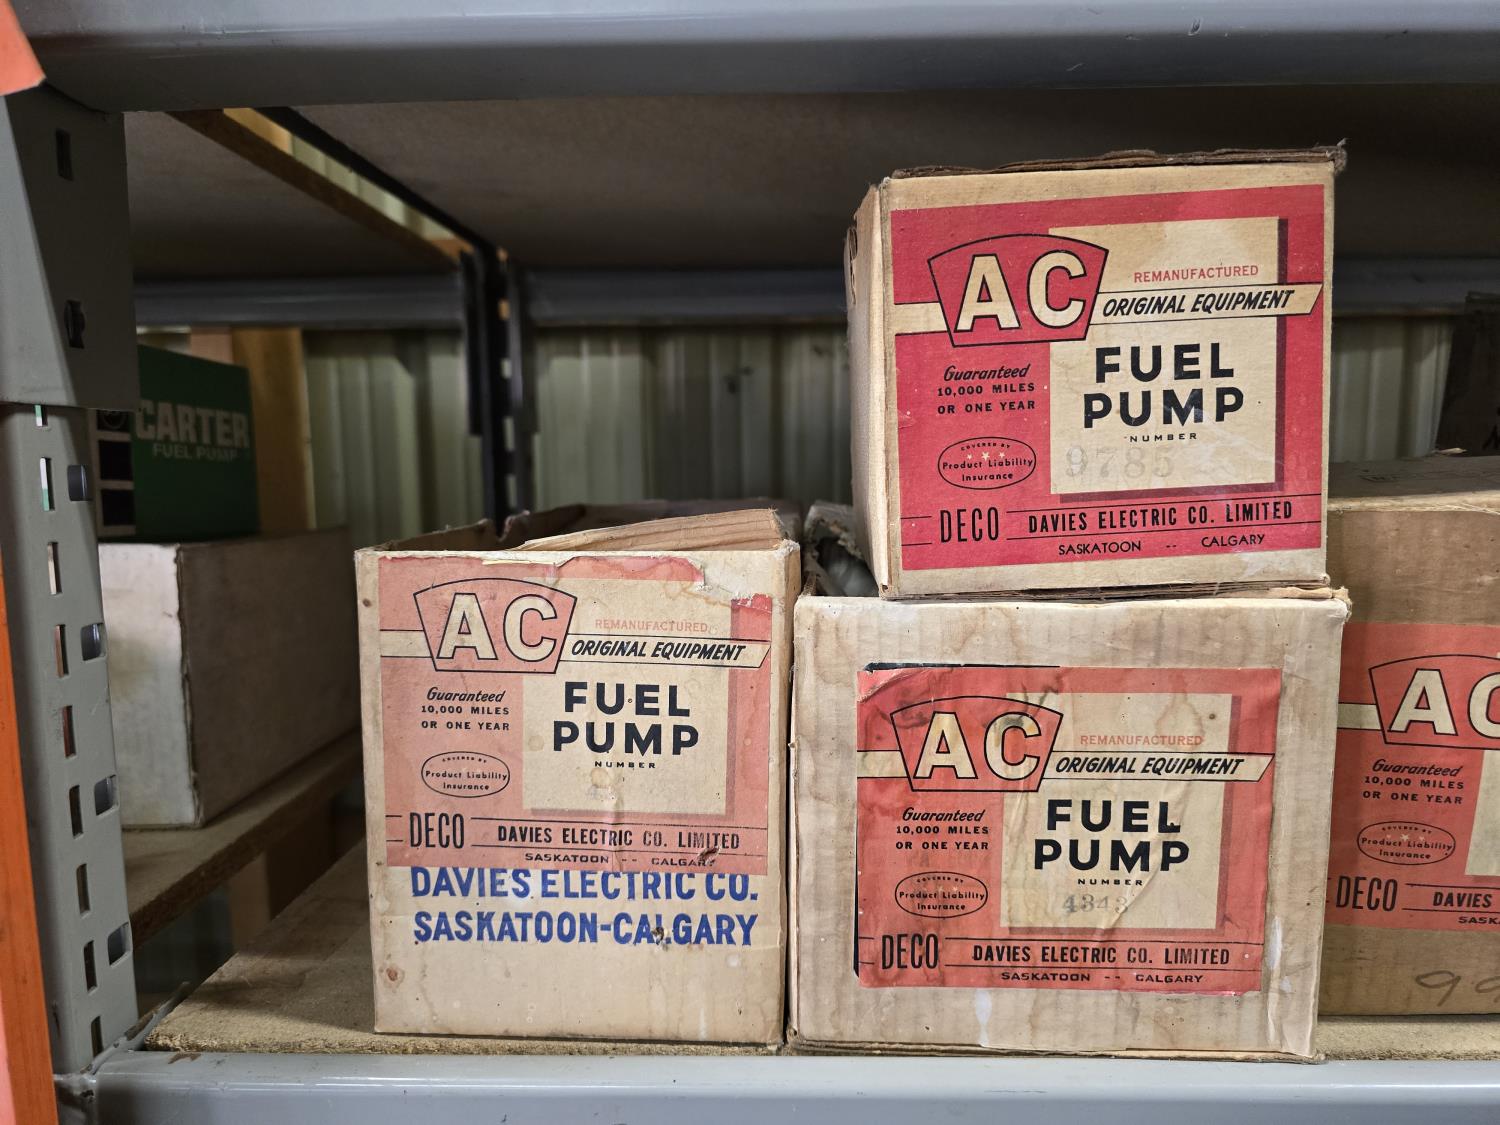 CARTER
FUEL PUMP
AC
REMANUFACTURED
ORIGINAL EQUIPMENT
Guaranteed
10,000 MILES
OR ONE YEAR
FUEL
PUMP
NUMBER
9785
COVERED BY
Product Liability
Insurance
DECO
DAVIES ELECTRIC CO. LIMITED
SASKATOON -- CALGARY
AC
REMANUFACTURED
ORIGINAL EQUIPMENT
Guaranteed
10,000 MILES
OR ONE YEAR
FUEL
PUMP
NUMBER
COVERED BY
Product Liability
Insurance
DECO
DAVIES ELECTRIC CO. LIMITED
SASKATOON -- CALGARY
DAVIES ELECTRIC CO.
SASKATOON-CALGARY
AC
REMANUFACTURED
ORIGINAL EQUIPMENT
Guaranteed
10,000 MILES
OR ONE YEAR
FUEL
PUMP
NUMBER
4343
COVERED BY
Product Liability
Insurance
DECO
DAVIES ELECTRIC CO. LIMITED
SASKATOON -- CALGARY
AC
Guaranteed
10,000 MILES
OR ONE YEAR
COVERED BY
Product Liability
Insurance
DECO
DAVIES
SASK